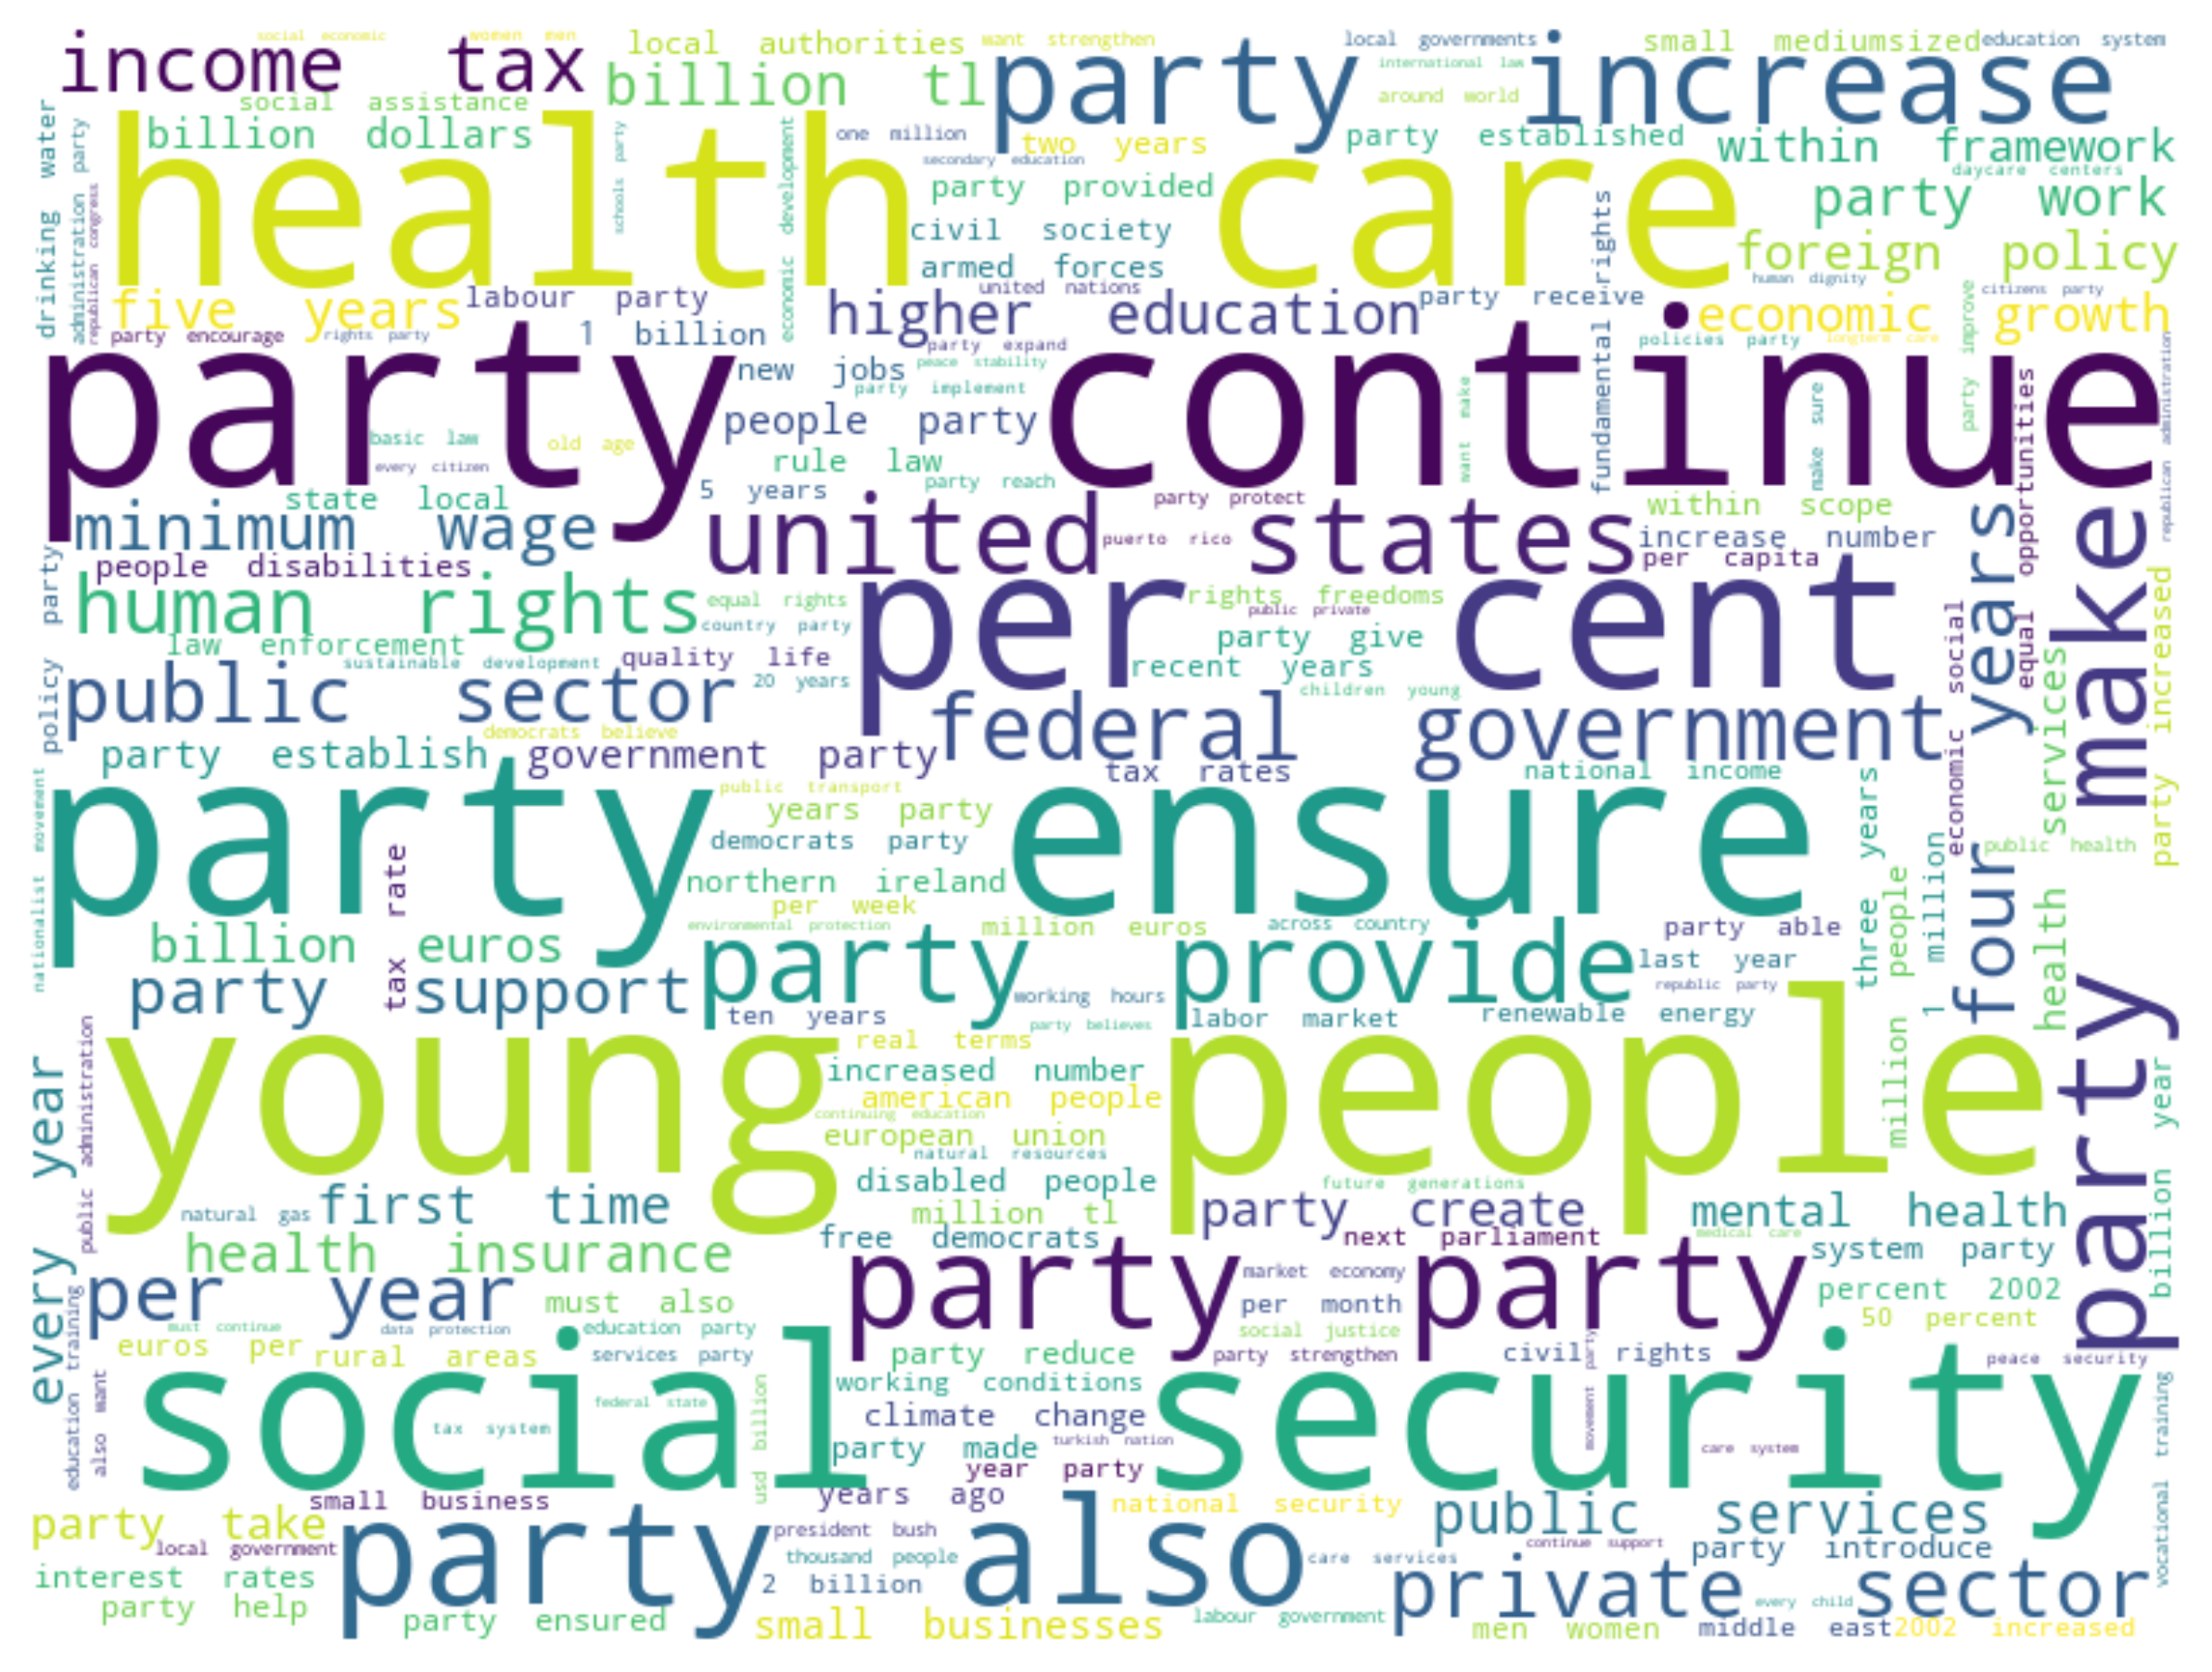 social economic
women men
income tax
local authorities
want strengthen
party increase
local governments
small mediumsized
education system
billion tl
international law
around world
social assistance
billion dollars
health care
one million
two years
party established
within framework
secondary education
daycare centers
party provided
party work
drinking water
administration party
republican congress
schools party
economic development
civil society
fundamental rights
foreign policy
armed forces
human dignity
united nations
five years
labour party
higher education
party receive
citizens party
economic growth
party improve
party encourage
rights party
1 billion
party expand
policies party
longterm care
party continue
new jobs
peace stability
party implement
want make
make sure
equal opportunities
republican administration
people party
basic law
old age
every citizen
rule law
party reach
state local
5 years
party protect
within scope
minimum wage
united states
puerto rico
increase number
people disabilities
per capita
policy party
human rights
per cent
equal rights
rights freedoms
public private
country party
party give
law enforcement
sustainable development
quality life
recent years
four years
economic social
party make
party increased
health services
public sector
20 years
children young
federal government
democrats believe
party establish
government party
tax rates
national income
party ensure
public transport
years party
democrats party
three years
public health
nationalist movement
tax rate
northern ireland
per week
million people
1 million
billion euros
environmental protection
million euros
across country
party able
party provide
last year
party support
working hours
republic party
ten years
party believes
labor market
renewable energy
young people
real terms
increased number
american people
continuing education
european union
natural resources
every year
public administration
disabled people
future generations
billion year
natural gas
first time
million tl
party create
mental health
free democrats
next parliament
medical care
health insurance
system party
party party
market economy
per year
must also
per month
percent 2002
must continue
data protection
education party
social justice
50 percent
euros per
rural areas
services party
party reduce
party strengthen
civil rights
movement party
peace security
education training
also want
social security
working conditions
federal state
usd billion
climate change
tax system
party made
turkish nation
care system
vocational training
year party
small business
years ago
national security
public services
party take
party also
president bush
local government
thousand people
care services
continue support
party introduce
interest rates
2 billion
private sector
party help
every child
party ensured
small businesses
labour government
men women
middle east
2002 increased